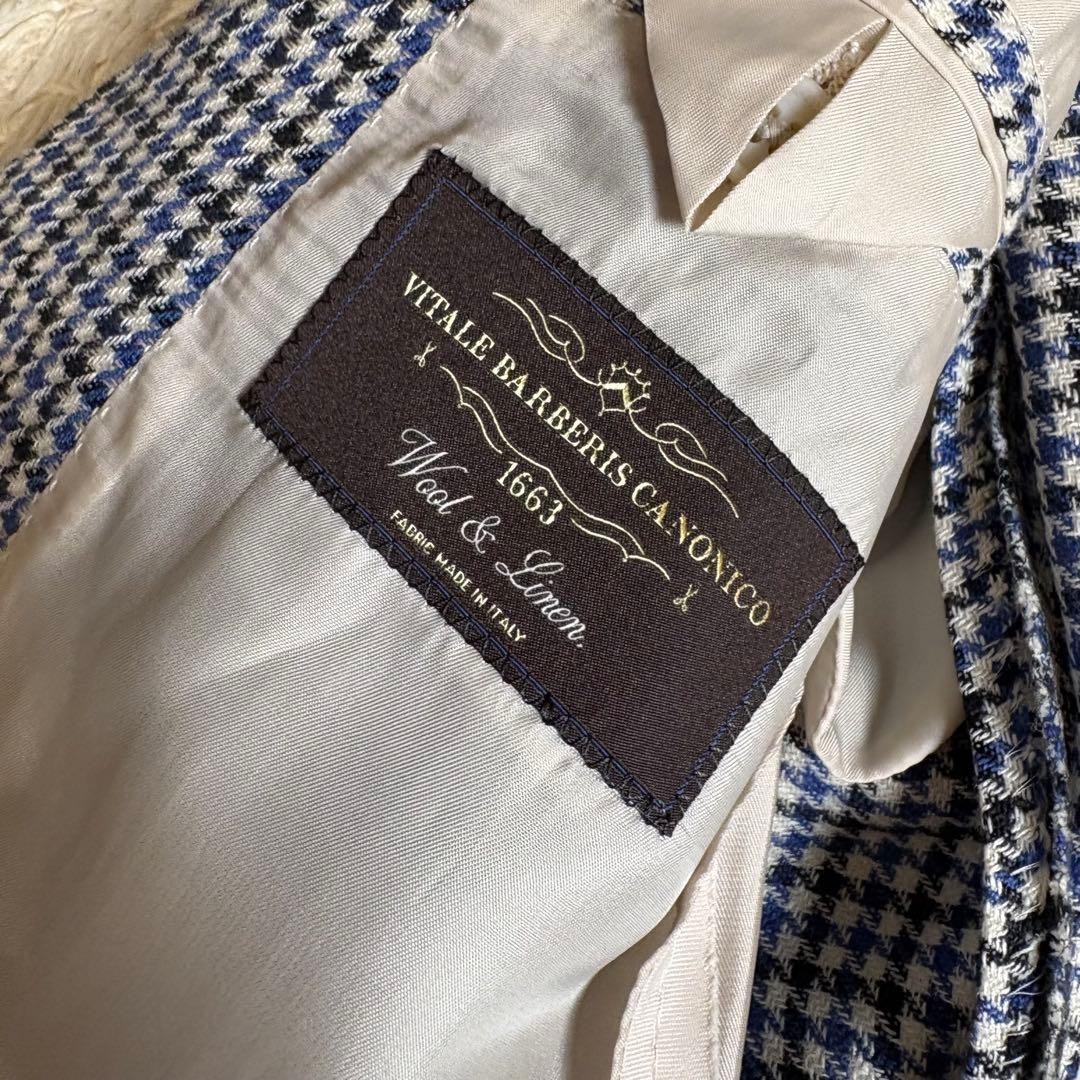 VITALE BARBERIS CANONICO
1663
Wool & Linen.
FABRIC MADE IN ITALY